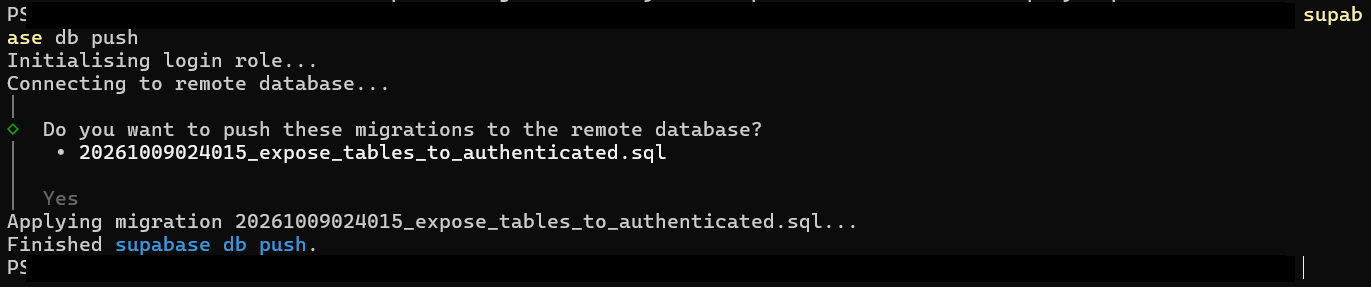 PS supab
ase db push
Initialising login role...
Connecting to remote database...
Do you want to push these migrations to the remote database?
• 20261009024015_expose_tables_to_authenticated.sql
Yes
Applying migration 20261009024015_expose_tables_to_authenticated.sql...
Finished supabase db push.
PS